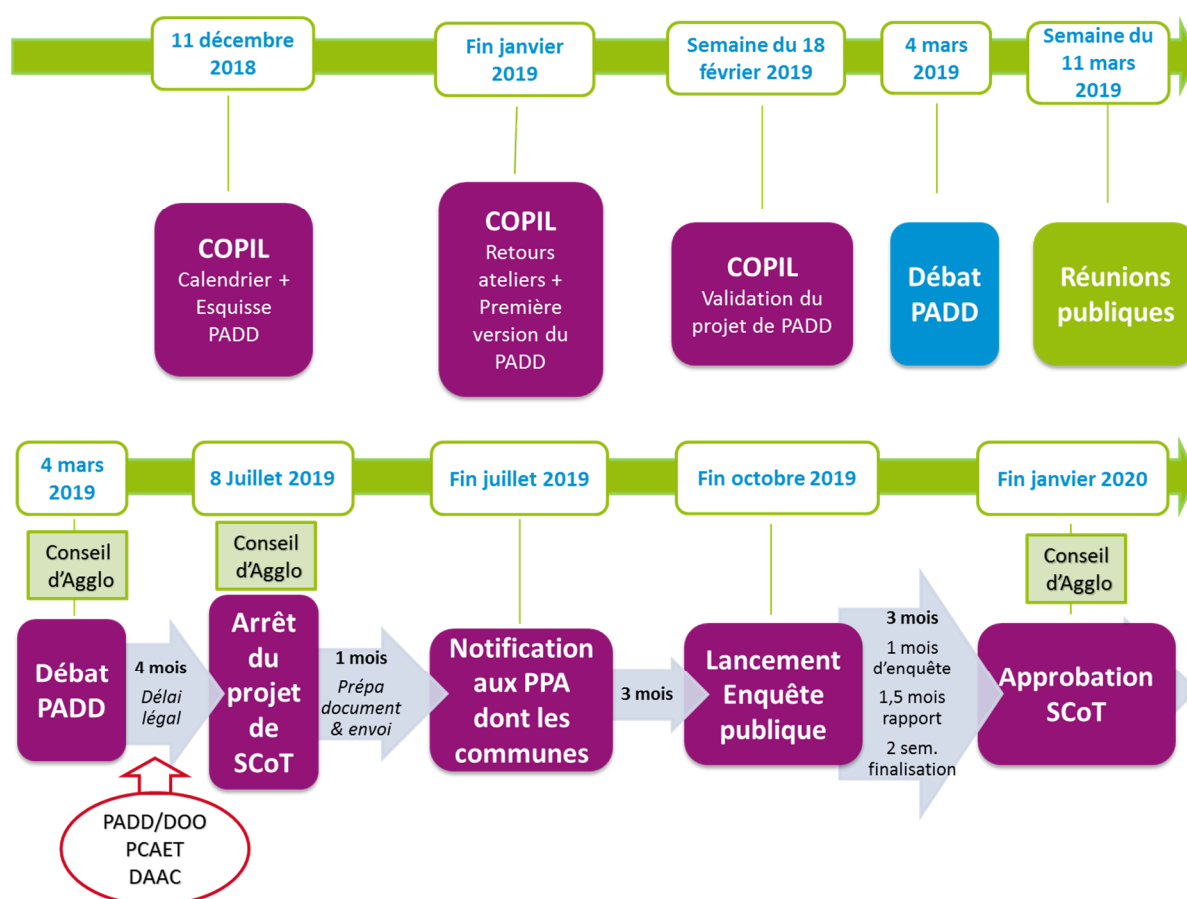 11 décembre
2018
Fin janvier
2019
Semaine du 18
février 2019
4 mars
2019
Semaine du
11 mars
2019
COPIL
Calendrier +
Esquisse
PADD
COPIL
Retours
ateliers +
Première
version du
PADD
COPIL
Validation du
projet de PADD
Débat
PADD
Réunions
publiques
4 mars
2019
8 Juillet 2019
Fin juillet 2019
Fin octobre 2019
Fin janvier 2020
Conseil
d'Agglo
Conseil
d'Agglo
Conseil
d'Agglo
Débat
PADD
4 mois
Délai
légal
Arrêt
du
projet
de
SCoT
1 mois
Prépa
document
& envoi
Notification
aux PPA
dont les
communes
3 mois
Lancement
Enquête
publique
3 mois
1 mois
d'enquête
1,5 mois
rapport
2 sem.
finalisation
Approbation
SCoT
PADD/DOO
PCAET
DAAC